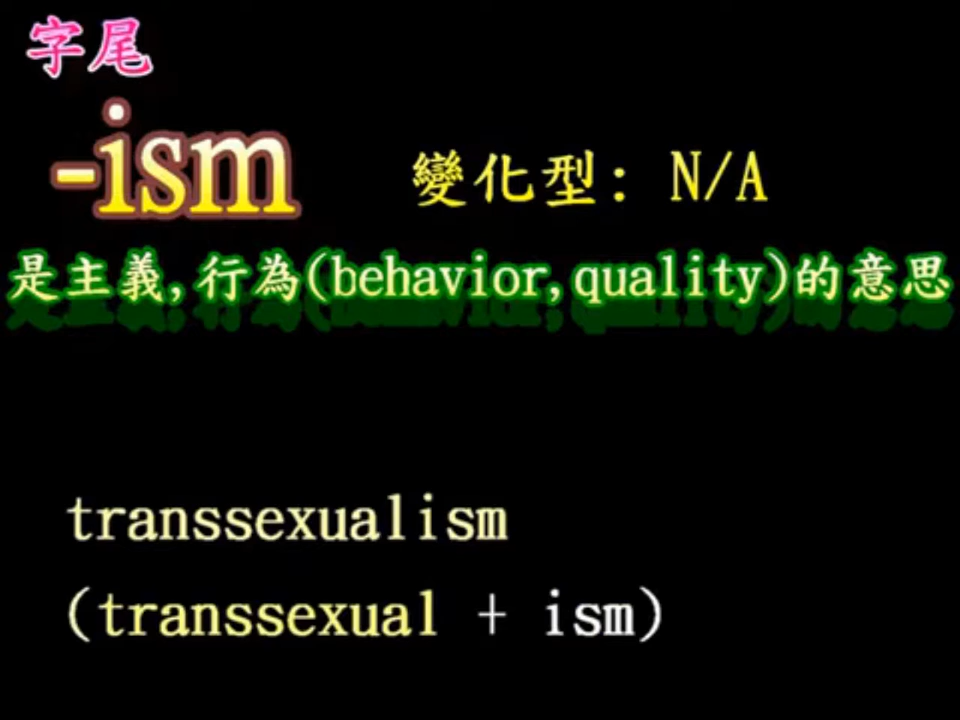 字尾
-ism
變化型: N/A
是主義,行為(behavior,quality)的意思
transsexualism
(transsexual + ism)